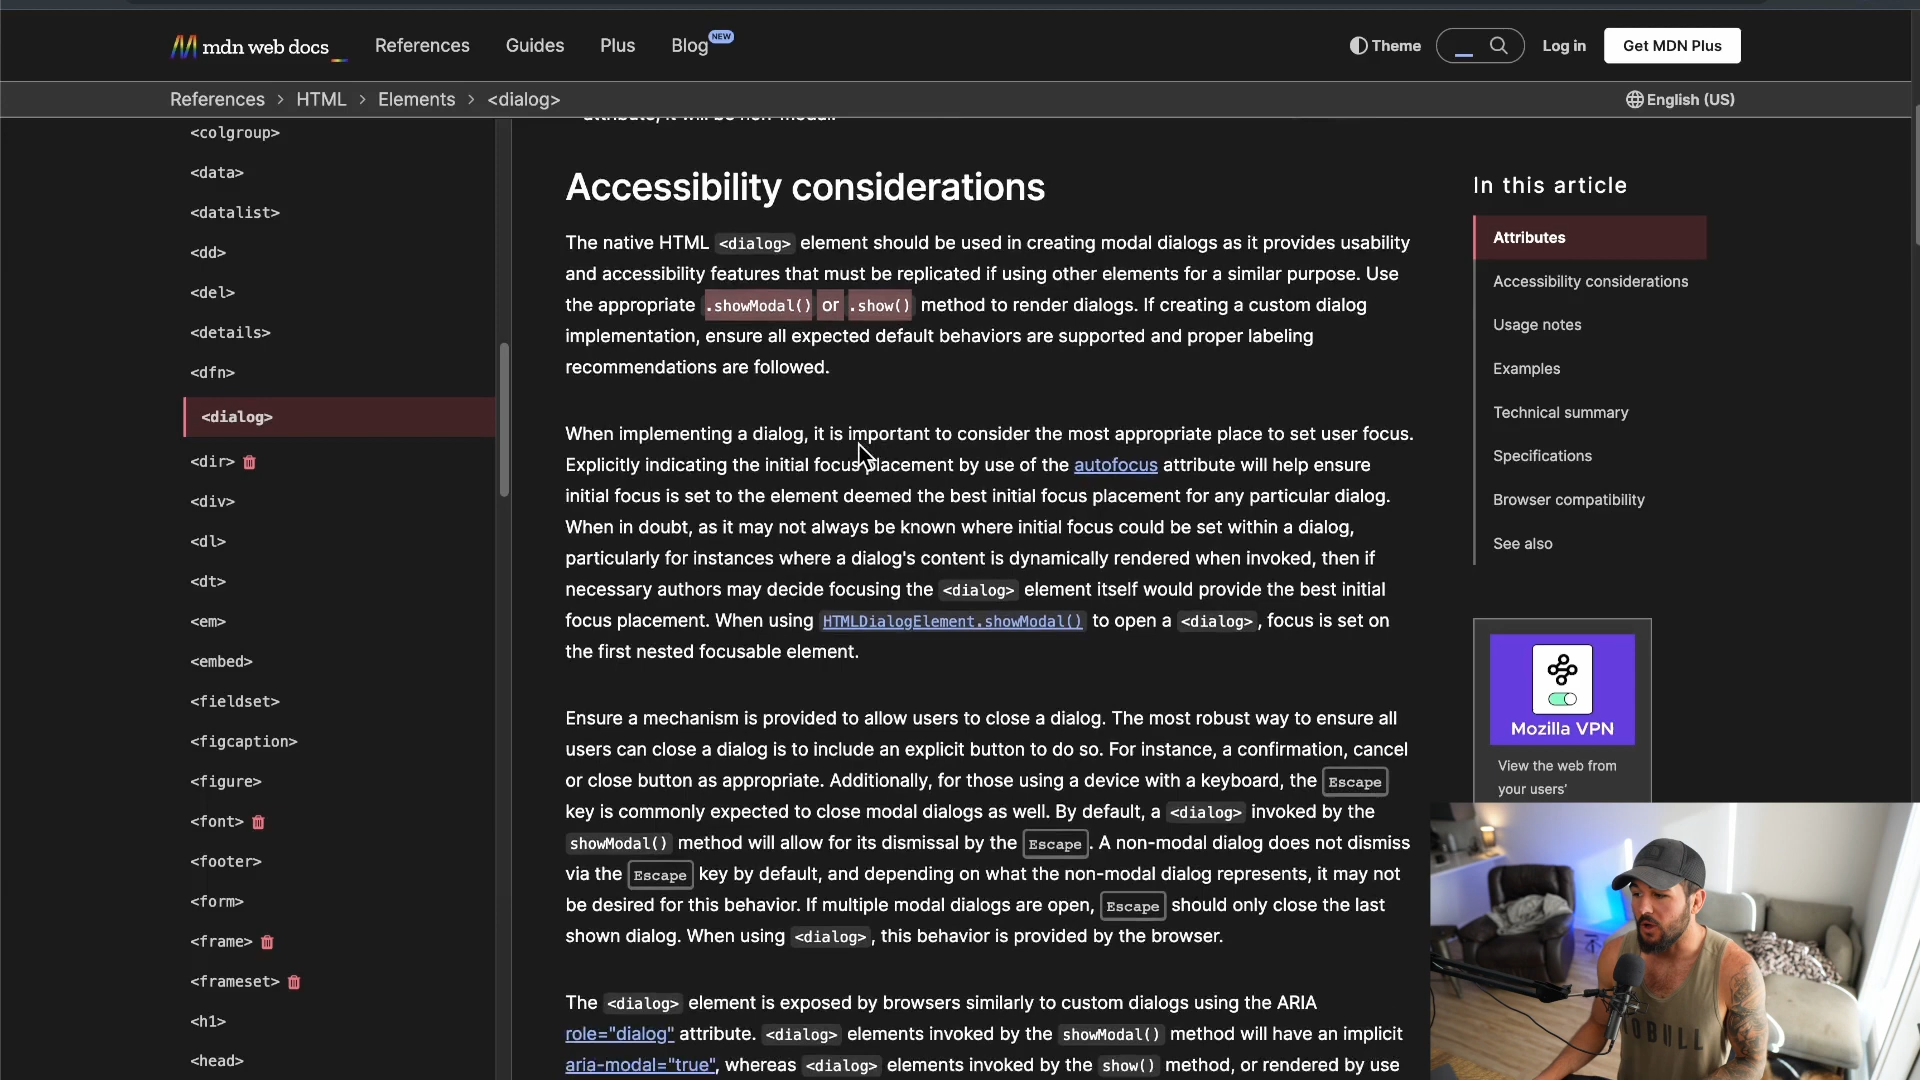 mdn web docs
References
Guides
Plus
Blog
NEW
Theme
Log in
Get MDN Plus
References > HTML > Elements > <dialog>
English (US)
<colgroup>
<data>
<datalist>
<dd>
<del>
<details>
<dfn>
<dialog>
<dir>
<div>
<dl>
<dt>
<em>
<embed>
<fieldset>
<figcaption>
<figure>
<font>
<footer>
<form>
<frame>
<frameset>
<h1>
<head>
attribute, it will be non-modal.
Accessibility considerations
The native HTML <dialog> element should be used in creating modal dialogs as it provides usability
and accessibility features that must be replicated if using other elements for a similar purpose. Use
the appropriate .showModal() or .show() method to render dialogs. If creating a custom dialog
implementation, ensure all expected default behaviors are supported and proper labeling
recommendations are followed.
When implementing a dialog, it is important to consider the most appropriate place to set user focus.
Explicitly indicating the initial focus placement by use of the autofocus attribute will help ensure
initial focus is set to the element deemed the best initial focus placement for any particular dialog.
When in doubt, as it may not always be known where initial focus could be set within a dialog,
particularly for instances where a dialog's content is dynamically rendered when invoked, then if
necessary authors may decide focusing the <dialog> element itself would provide the best initial
focus placement. When using HTMLDialogElement.showModal() to open a <dialog>, focus is set on
the first nested focusable element.
Ensure a mechanism is provided to allow users to close a dialog. The most robust way to ensure all
users can close a dialog is to include an explicit button to do so. For instance, a confirmation, cancel
or close button as appropriate. Additionally, for those using a device with a keyboard, the Escape
key is commonly expected to close modal dialogs as well. By default, a <dialog> invoked by the
showModal() method will allow for its dismissal by the Escape. A non-modal dialog does not dismiss
via the Escape key by default, and depending on what the non-modal dialog represents, it may not
be desired for this behavior. If multiple modal dialogs are open, Escape should only close the last
shown dialog. When using <dialog>, this behavior is provided by the browser.
The <dialog> element is exposed by browsers similarly to custom dialogs using the ARIA
role="dialog" attribute. <dialog> elements invoked by the showModal() method will have an implicit
aria-modal="true", whereas <dialog> elements invoked by the show() method, or rendered by use
In this article
Attributes
Accessibility considerations
Usage notes
Examples
Technical summary
Specifications
Browser compatibility
See also
Mozilla VPN
View the web from
your users'
NOBULL